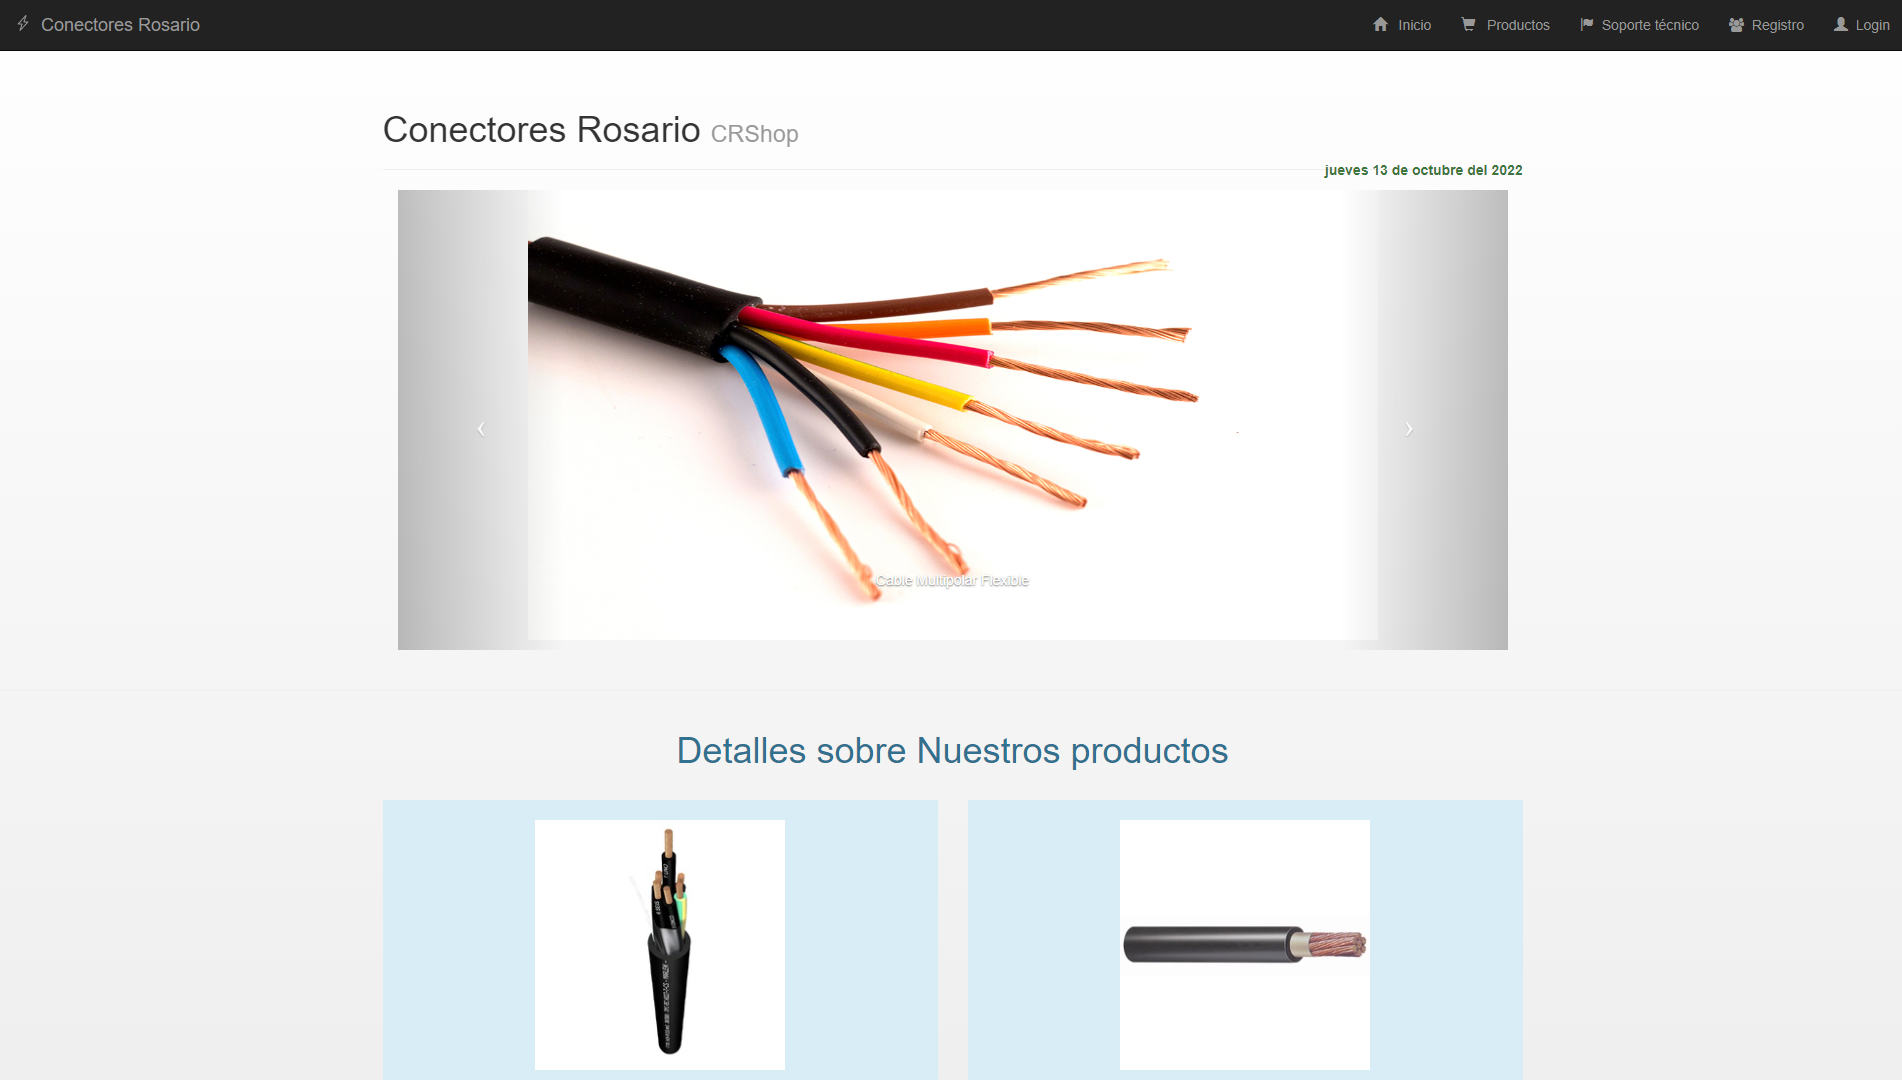 Conectores Rosario
Inicio
Productos
Soporte técnico
Registro
Login
Conectores Rosario CRShop
jueves 13 de octubre del 2022
Cable Multipolar Flexible
Detalles sobre Nuestros productos